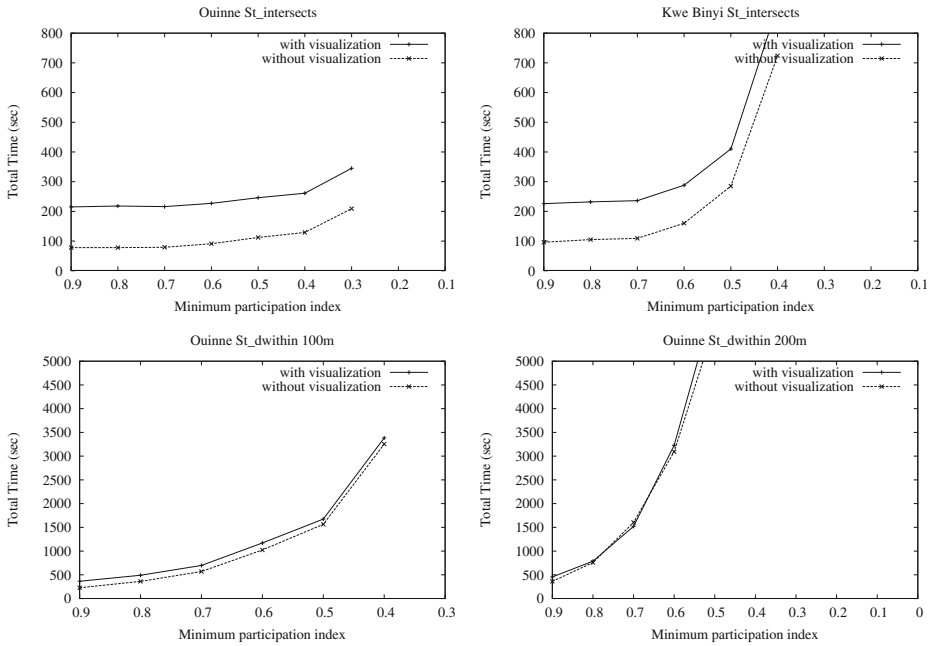 Ouinne St_intersects
800
700
600
500
400
300
200
100
0
Total Time (sec)
with visualization
without visualization
0.9 0.8 0.7 0.6 0.5 0.4 0.3 0.2 0.1
Minimum participation index
Kwe Binyi St_intersects
800
700
600
500
400
300
200
100
0
Total Time (sec)
with visualization
without visualization
0.9 0.8 0.7 0.6 0.5 0.4 0.3 0.2 0.1
Minimum participation index
Ouinne St_dwithin 100m
5000
4500
4000
3500
3000
2500
2000
1500
1000
500
0
Total Time (sec)
with visualization
without visualization
0.9 0.8 0.7 0.6 0.5 0.4 0.3
Minimum participation index
Ouinne St_dwithin 200m
5000
4500
4000
3500
3000
2500
2000
1500
1000
500
0
Total Time (sec)
with visualization
without visualization
0.9 0.8 0.7 0.6 0.5 0.4 0.3 0.2 0.1 0
Minimum participation index